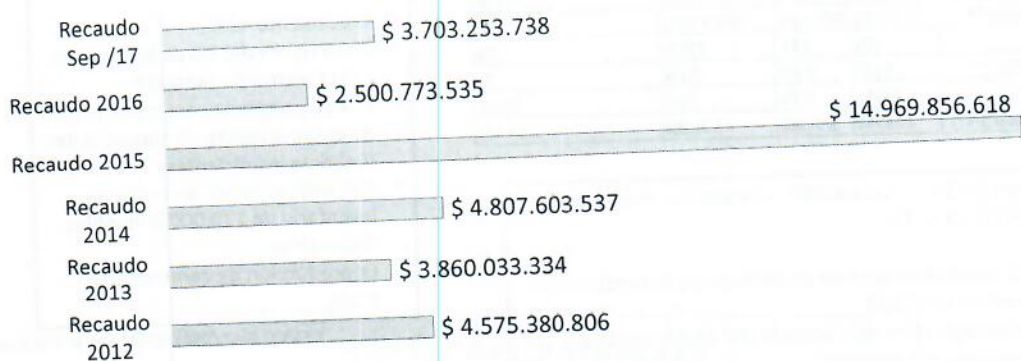 Recaudo
Sep /17
$ 3.703.253.738
Recaudo 2016
$ 2.500.773.535
Recaudo 2015
$ 14.969.856.618
Recaudo
2014
$ 4.807.603.537
Recaudo
2013
$ 3.860.033.334
Recaudo
2012
$ 4.575.380.806